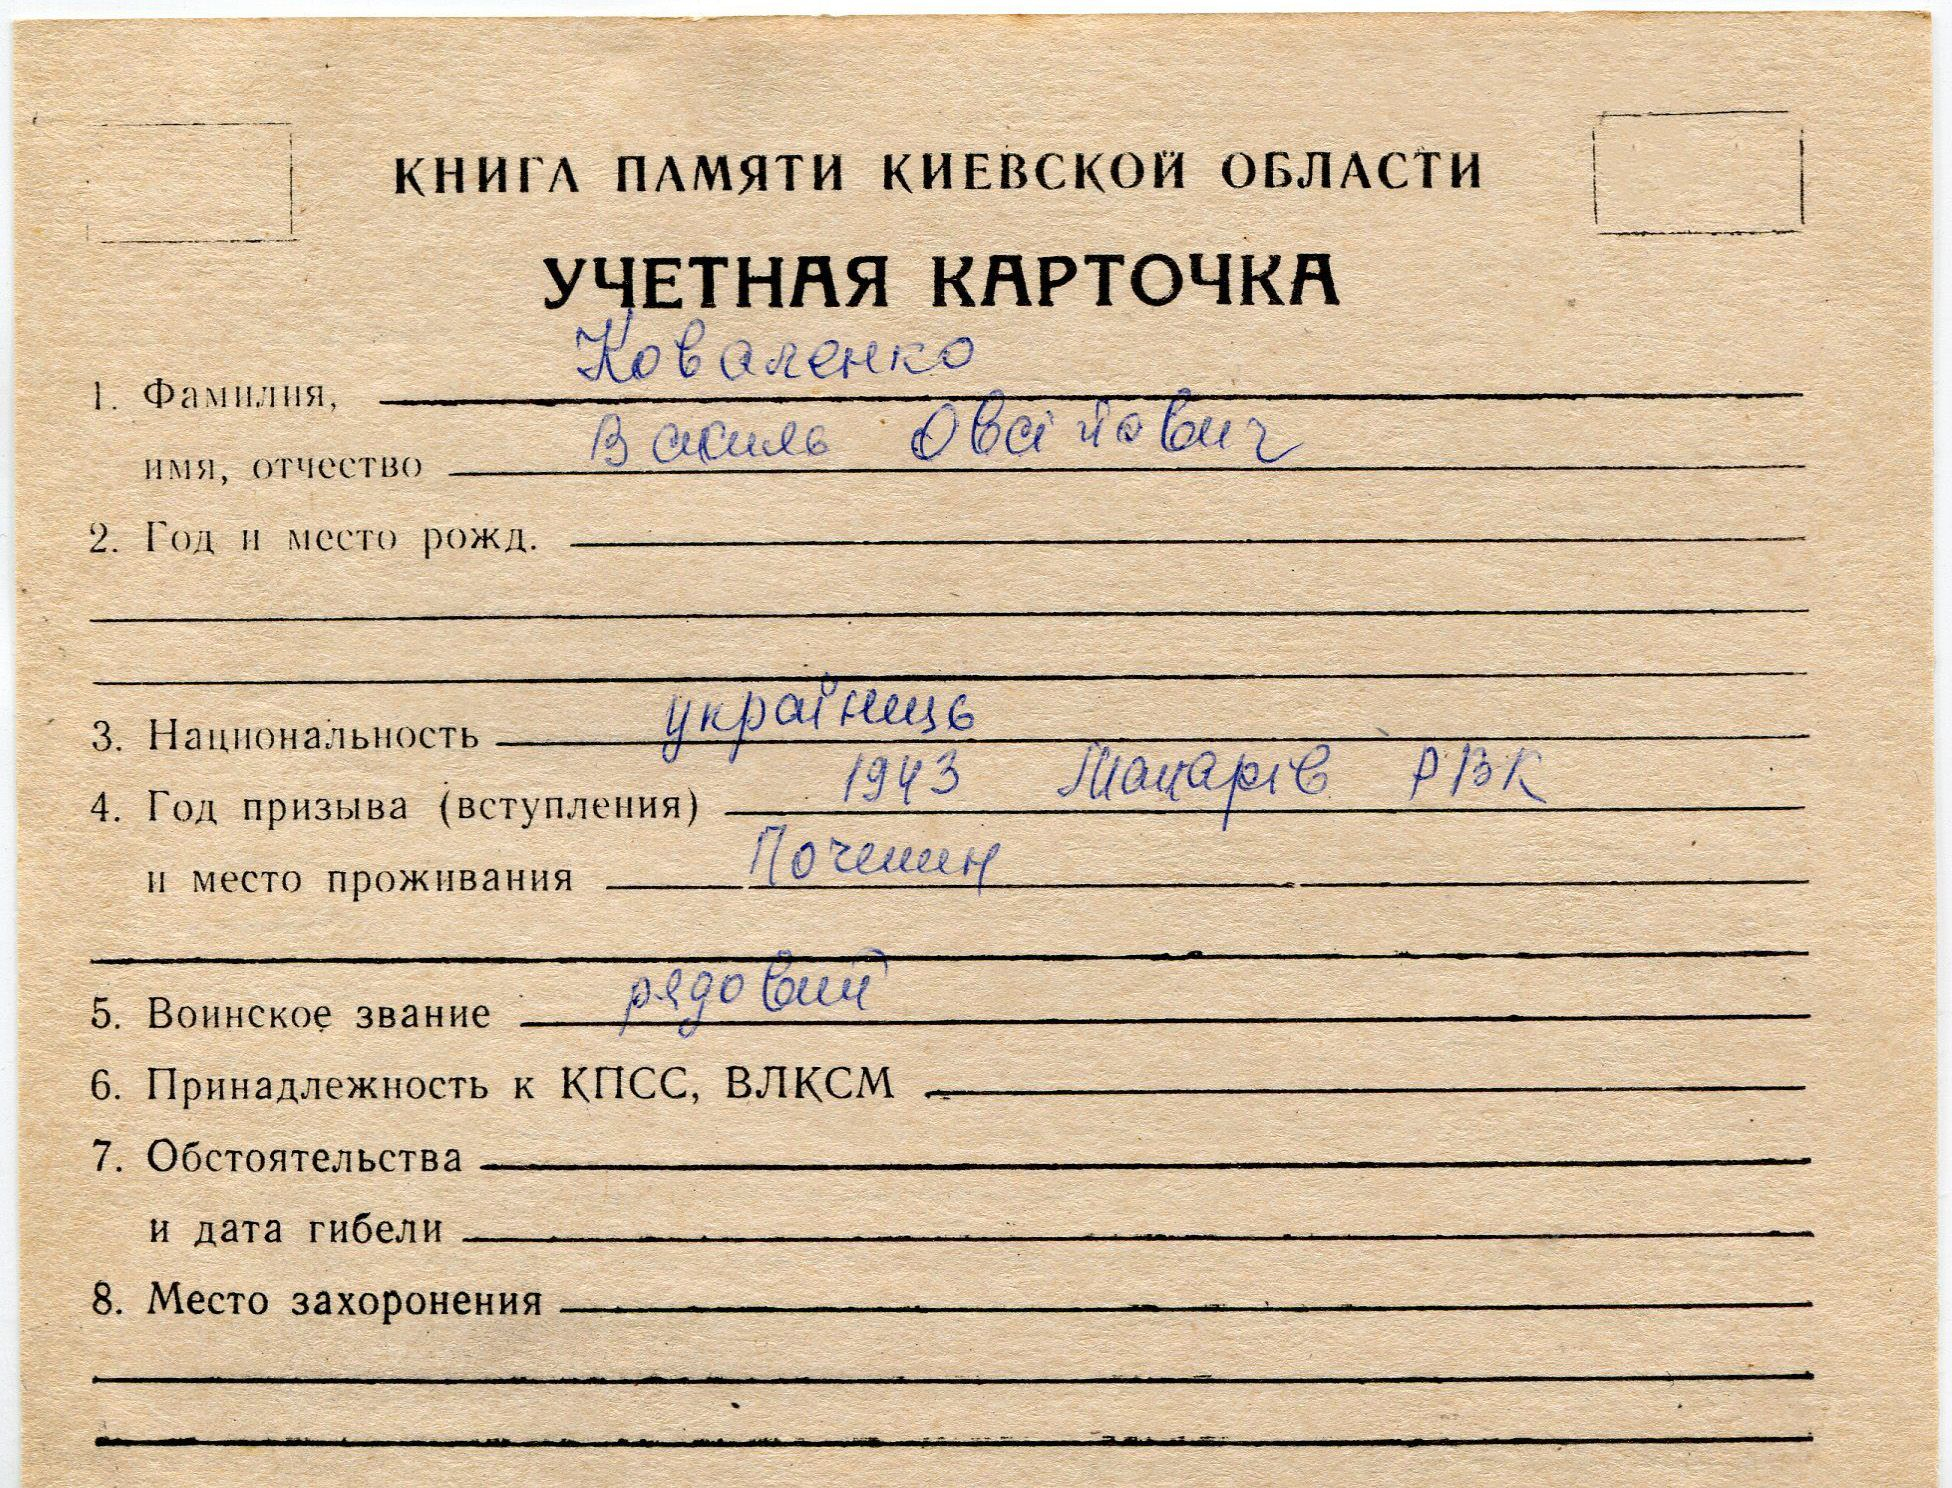 КНИГА ПАМЯТИ КИЕВСКОЙ ОБЛАСТИ
УЧЕТНАЯ КАРТОЧКА
1. Фамилия, Коваленко
имя, отчество Василь Овсійович
2. Год и место рожд.
3. Национальность українець
4. Год призыва (вступления) 1943 Макарів РВК
и место проживания
5. Воинское звание рядовий
6. Принадлежность к КПСС, ВЛКСМ
7. Обстоятельства
и дата гибели
8. Место захоронения